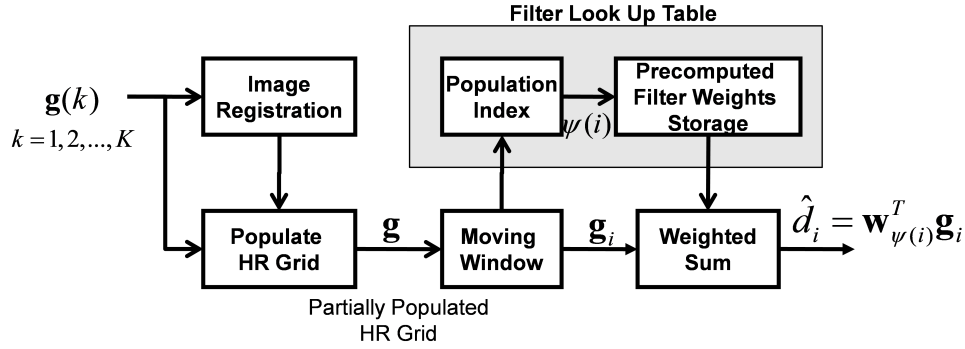 Filter Look Up Table
g(k)
k = 1, 2, ..., K
Image
Registration
Population
Index
ψ(i)
Precomputed
Filter Weights
Storage
Populate
HR Grid
g
Moving
Window
g_i
Weighted
Sum
d̂_i = w^T_{ψ(i)} g_i
Partially Populated
HR Grid